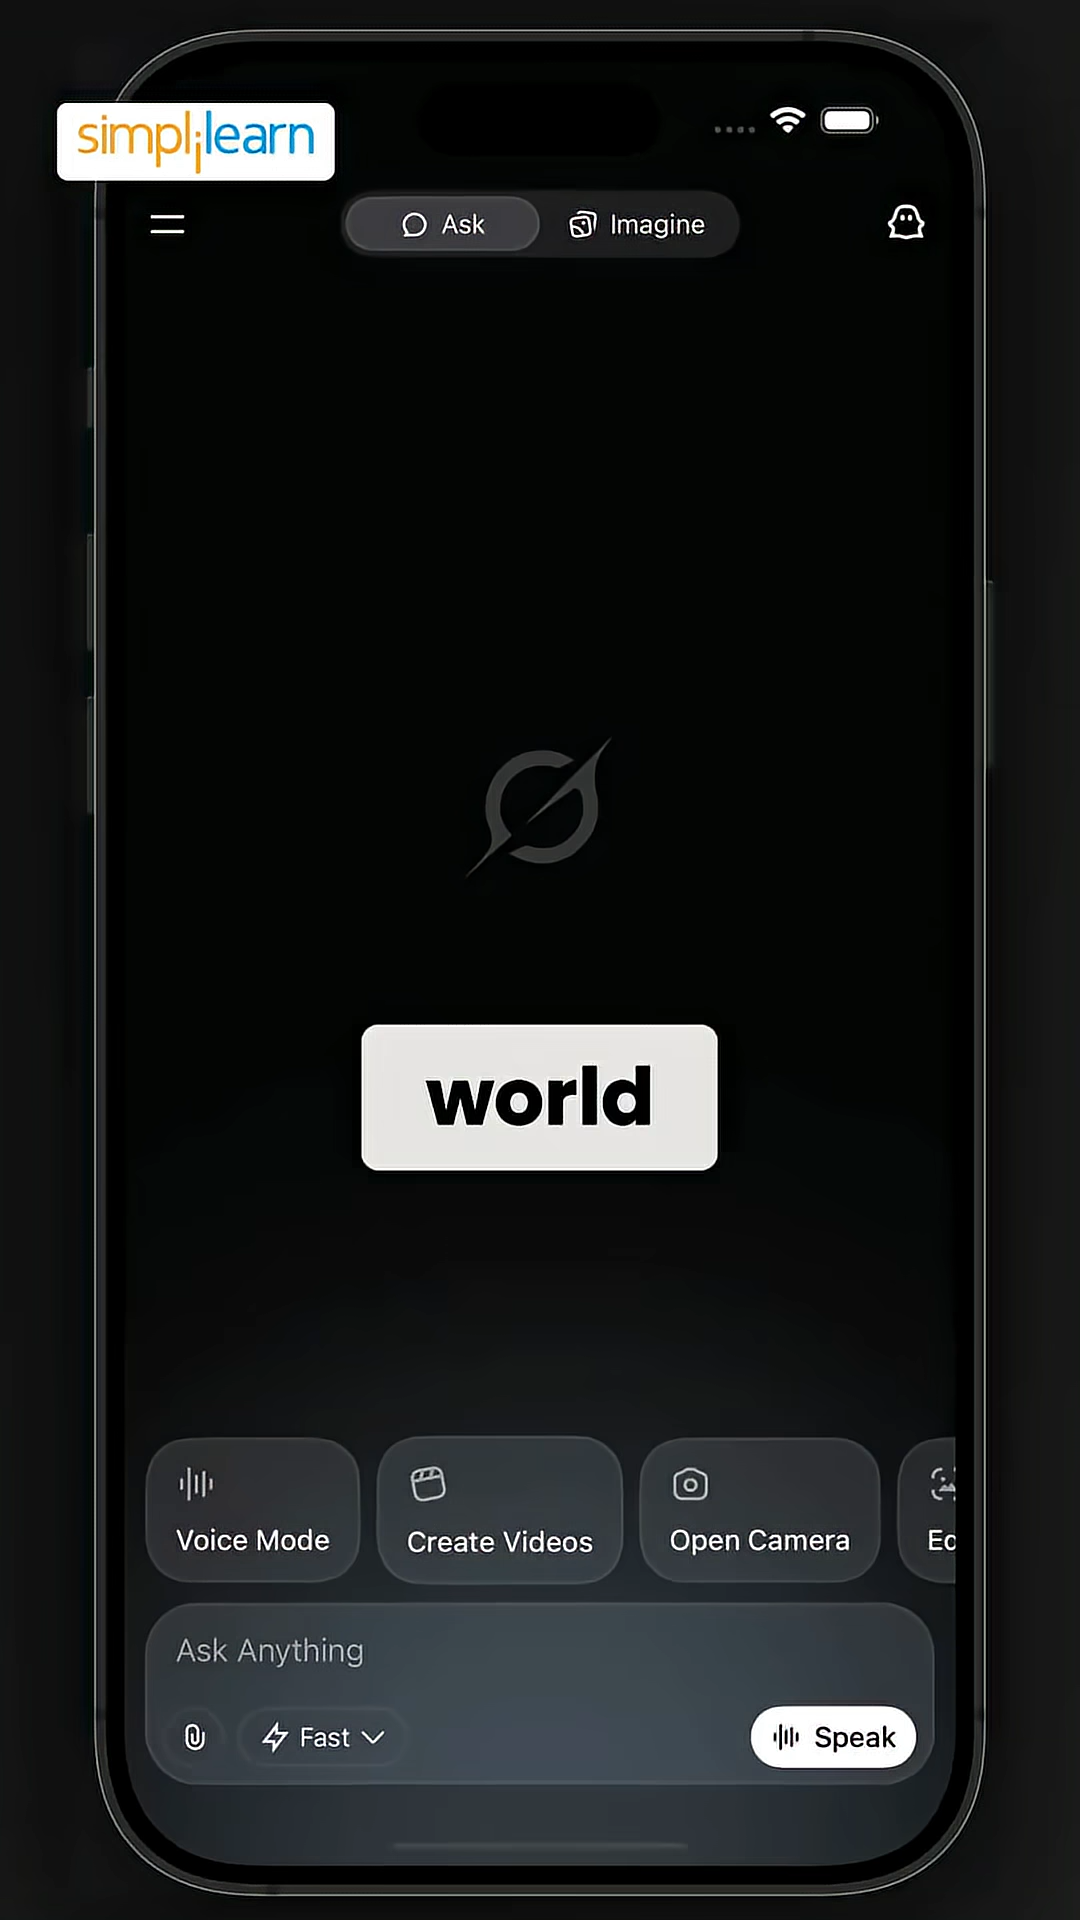 simplilearn
Ask
Imagine
world
Voice Mode
Create Videos
Open Camera
Ask Anything
Fast
Speak